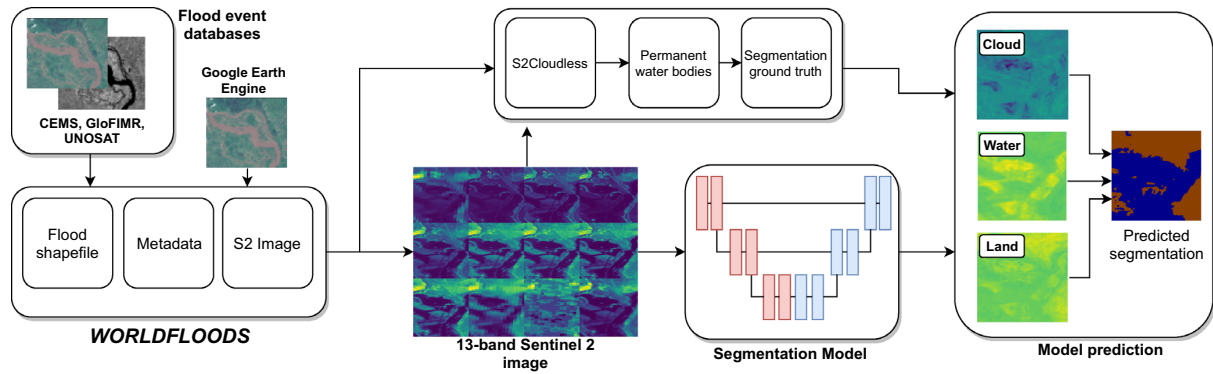 Flood event
databases
CEMS, GloFIMR,
UNOSAT
Google Earth
Engine
Flood
shapefile
Metadata
S2 Image
WORLDFLOODS
S2Cloudless
Permanent
water bodies
Segmentation
ground truth
13-band Sentinel 2
image
Segmentation Model
Cloud
Water
Land
Predicted
segmentation
Model prediction